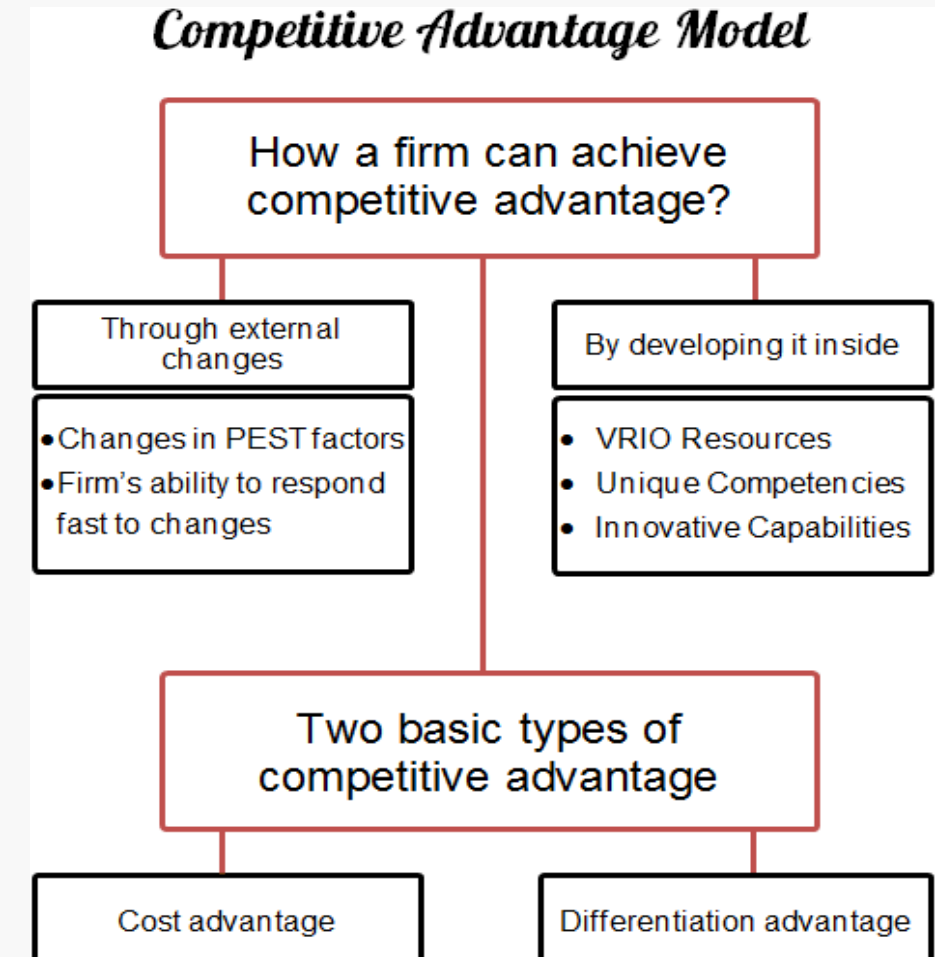 Competitive Advantage Model
How a firm can achieve
competitive advantage?
Through external
changes
•Changes in PEST factors
•Firm's ability to respond
fast to changes
By developing it inside
• VRIO Resources
• Unique Competencies
• Innovative Capabilities
Two basic types of
competitive advantage
Cost advantage
Differentiation advantage